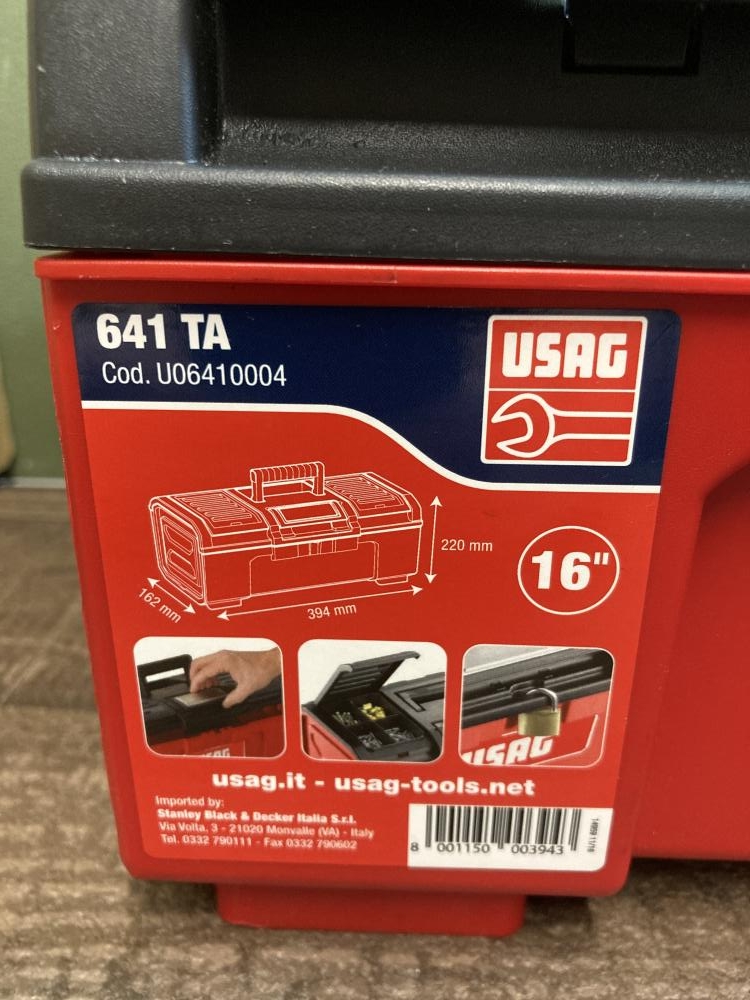 641 TA
Cod. U06410004
USAG
220 mm
16"
162 mm
394 mm
USAG
usag.it - usag-tools.net
Imported by:
Stanley Black & Decker Italia S.r.l.
Via Volta, 3 - 21020 Monvalle (VA) - Italy
Tel. 0332 790111 - Fax 0332 790602
8 001150 003943